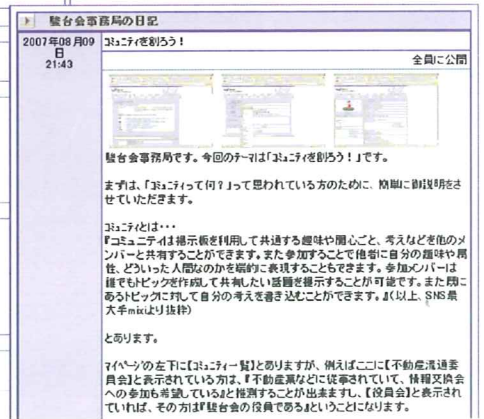 駿台会事務局の日記
2007年08月09日
21:43
ｺﾐｭﾆﾃｨを創ろう！
全員に公開
駿台会事務局です。今回のﾃｰﾏは｢ｺﾐｭﾆﾃｨを創ろう！｣です。
まずは、｢ｺﾐｭﾆﾃｨって何？｣って思われている方のために、簡単に御説明をさ
せていただきます。
ｺﾐｭﾆﾃｨとは・・・
『コミュニティは掲示板を利用して共通する趣味や関心ごと、考えなどを他のメ
ンバーと共有することができます。また参加することで他者に自分の趣味や属
性、どういった人間なのかを端的に表現することもできます。参加メンバーは
誰でもトピックを作成して共有したい話題を提示することが可能です。また既に
あるトピックに対して自分の考えを書き込むことができます。』（以上、SNS最
大手mixiより抜粋）
とあります。
ﾏｲﾍﾟｰｼﾞの左下に【ｺﾐｭﾆﾃｨ一覧】とありますが、例えばここに【不動産流通委
員会】と表示されている方は、『不動産業などに従事されていて、情報交換会
への参加も希望している』と推測することが出来ますし、【役員会】と表示され
ていれば、その方は『駿台会の役員である』ということになります。